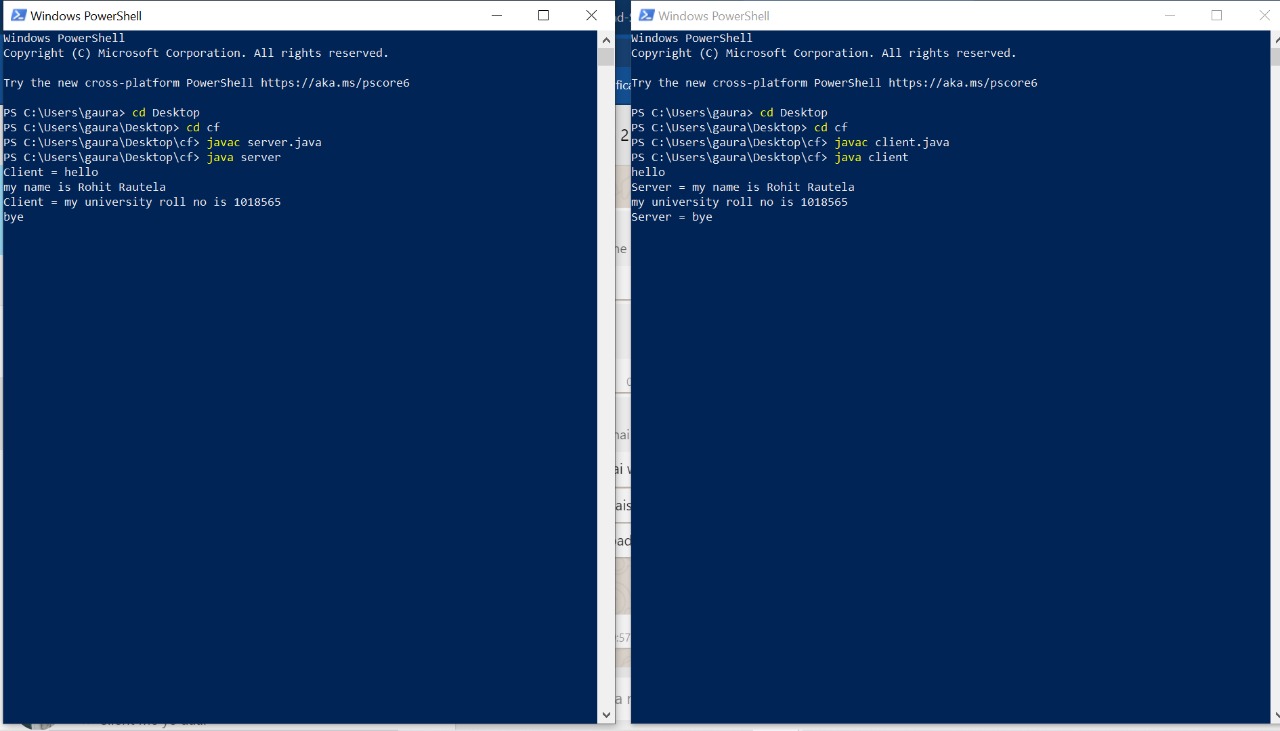 Windows PowerShell
Windows PowerShell
Copyright (C) Microsoft Corporation. All rights reserved.
Try the new cross-platform PowerShell https://aka.ms/pscore6
PS C:\Users\gaura> cd Desktop
PS C:\Users\gaura\Desktop> cd cf
PS C:\Users\gaura\Desktop\cf> javac server.java
PS C:\Users\gaura\Desktop\cf> java server
Client = hello
my name is Rohit Rautela
Client = my university roll no is 1018565
bye
Windows PowerShell
Windows PowerShell
Copyright (C) Microsoft Corporation. All rights reserved.
Try the new cross-platform PowerShell https://aka.ms/pscore6
PS C:\Users\gaura> cd Desktop
PS C:\Users\gaura\Desktop> cd cf
PS C:\Users\gaura\Desktop\cf> javac client.java
PS C:\Users\gaura\Desktop\cf> java client
hello
Server = my name is Rohit Rautela
my university roll no is 1018565
Server = bye